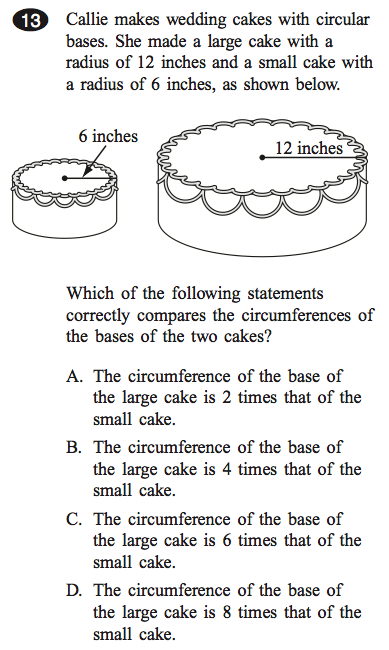 13 Callie makes wedding cakes with circular
bases. She made a large cake with a
radius of 12 inches and a small cake with
a radius of 6 inches, as shown below.
6 inches
12 inches
Which of the following statements
correctly compares the circumferences of
the bases of the two cakes?
A. The circumference of the base of
the large cake is 2 times that of the
small cake.
B. The circumference of the base of
the large cake is 4 times that of the
small cake.
C. The circumference of the base of
the large cake is 6 times that of the
small cake.
D. The circumference of the base of
the large cake is 8 times that of the
small cake.